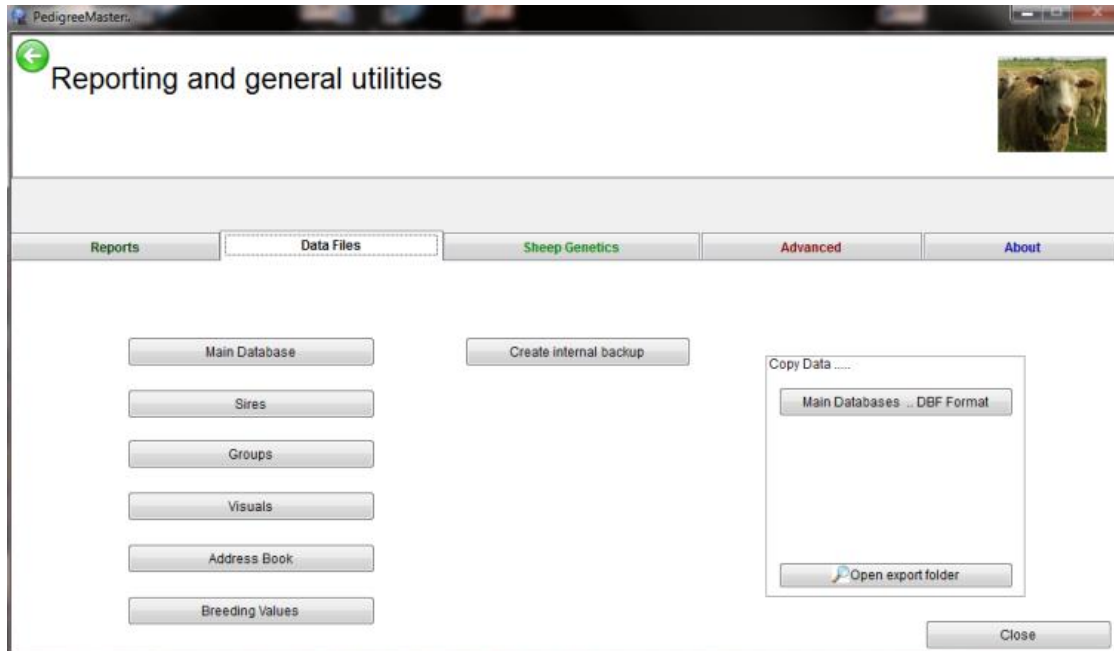 PedigreeMaster..
Reporting and general utilities
Reports
Data Files
Sheep Genetics
Advanced
About
Main Database
Create internal backup
Copy Data .....
Main Databases .. DBF Format
Sires
Groups
Visuals
Address Book
Open export folder
Breeding Values
Close